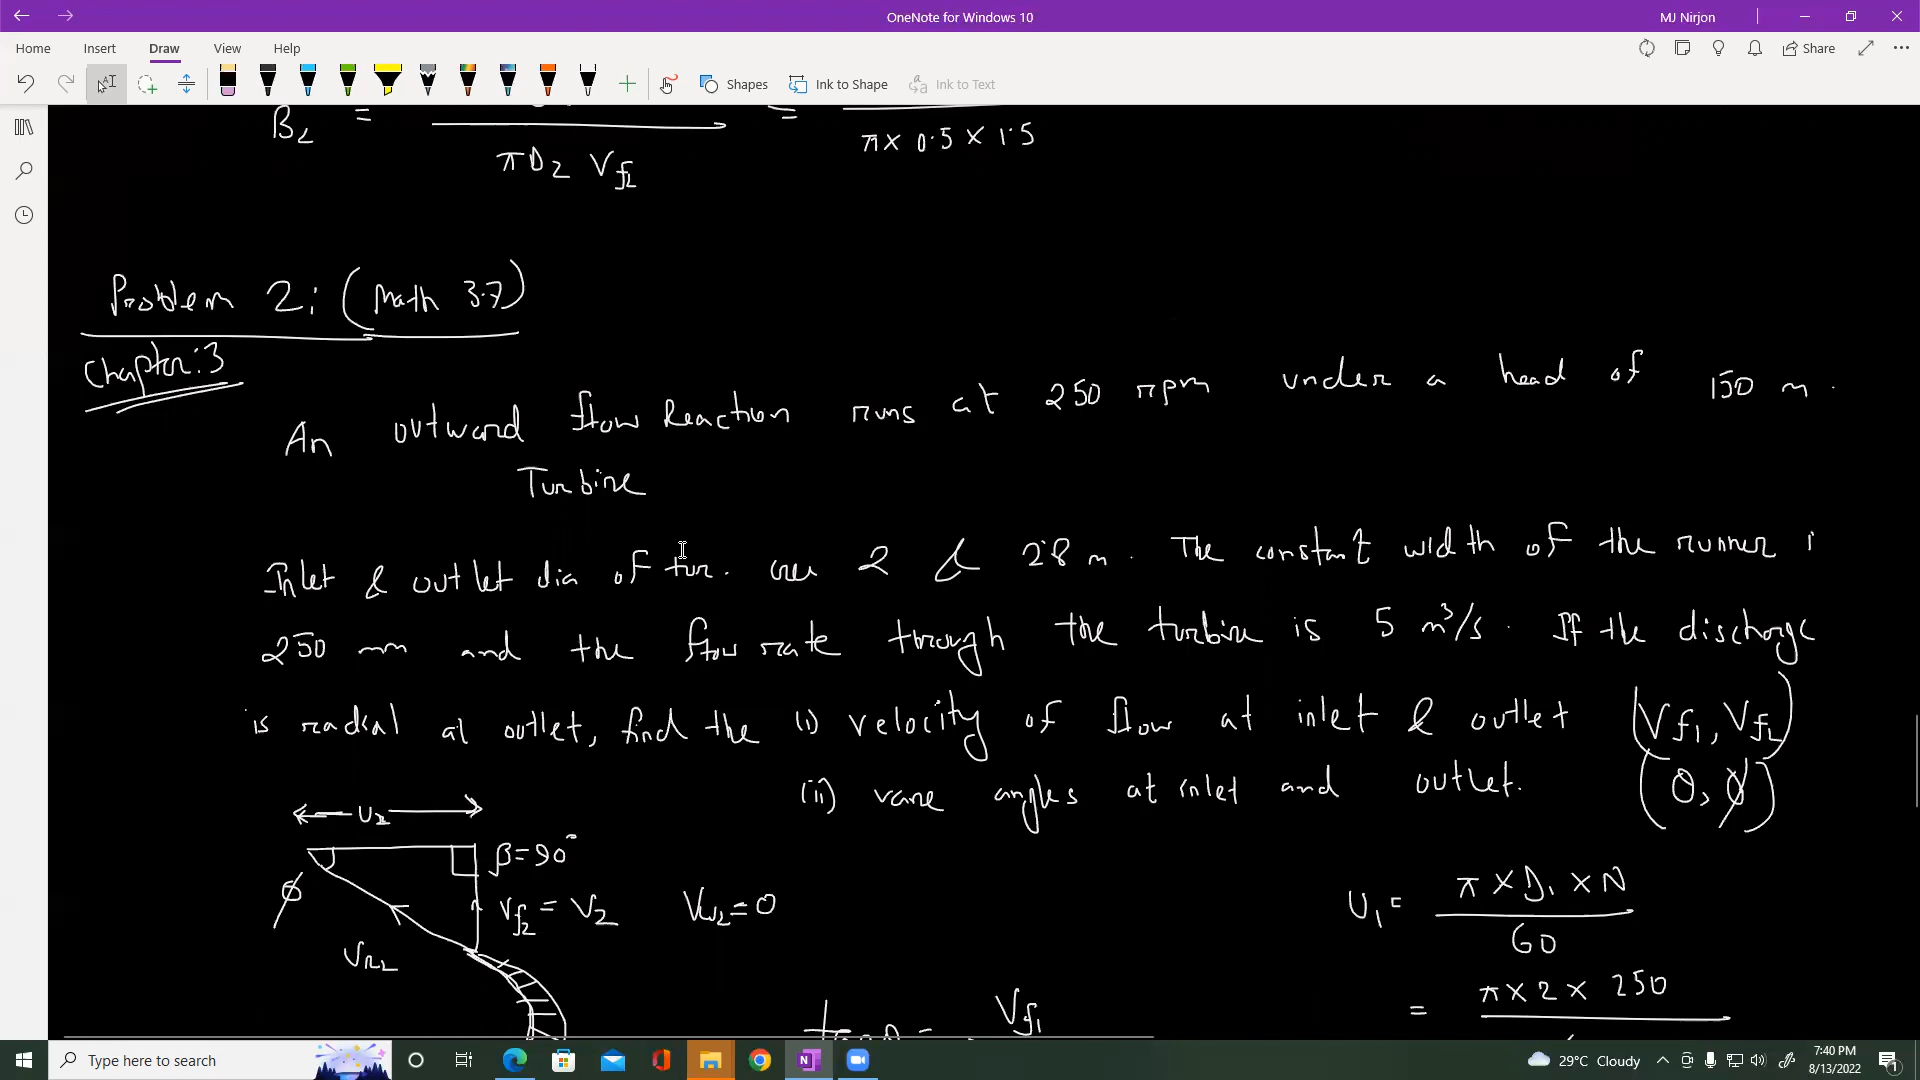 OneNote for Windows 10
MJ Nirjon
Home Insert Draw View Help
Share
Shapes Ink to Shape Ink to Text
B2 = ——— = ———
πD2 Vf2
π× 0.5 × 1.5
Problem 2: (Math 3.7)
Chapter:3
An outward flow Reaction runs at 250 rpm under a head of 150 m.
Turbine
Inlet & outlet dia of tur. are 2 & 2.8 m. The constant width of the runner i
250 mm and the flow rate through the turbine is 5 m³/s. If the discharge
is radial at outlet, find the (i) velocity of flow at inlet & outlet (Vf1, Vf2)
(ii) vane angles at inlet and outlet. (θ, φ)
U2
β=90°
φ
Vf2 = V2 Vw2=0
Vr2
U1 = π × D1 × N
60
= π × 2 × 250
Vf1
Type here to search
29°C Cloudy
7:40 PM
8/13/2022
1